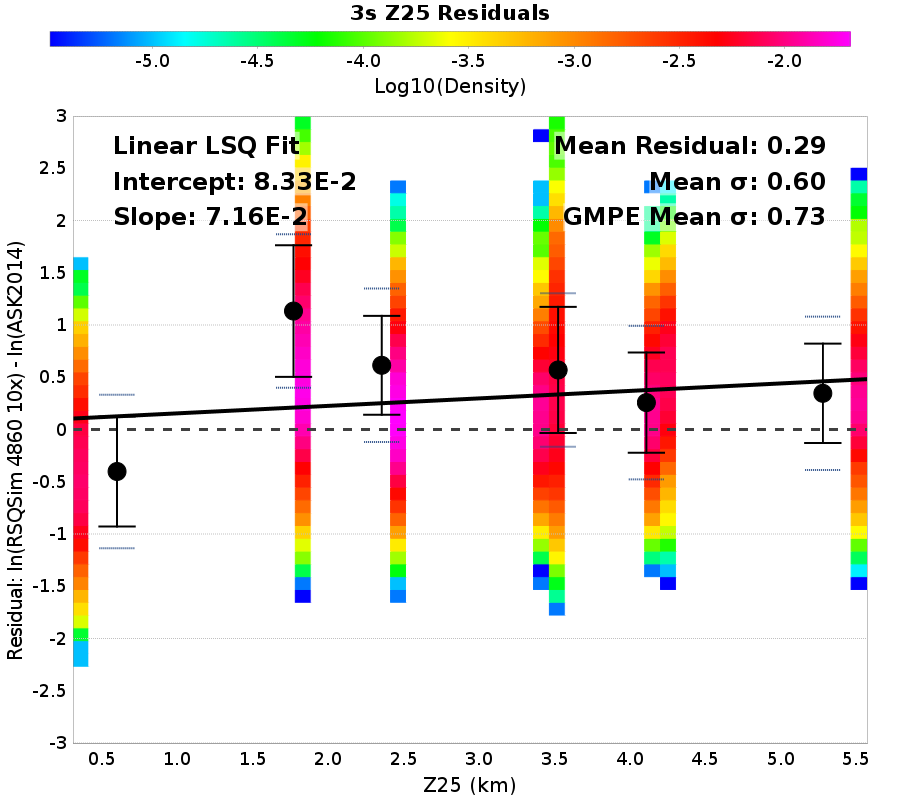 3s Z25 Residuals
-5.0 -4.5 -4.0 -3.5 -3.0 -2.5 -2.0
Log10(Density)
Linear LSQ Fit
Intercept: 8.33E-2
Slope: 7.16E-2
Mean Residual: 0.29
Mean σ: 0.60
GMPE Mean σ: 0.73
Residual: ln(RSQSim 4860 10x) - ln(ASK2014)
3
2.5
2
1.5
1
0.5
0
-0.5
-1
-1.5
-2
-2.5
-3
0.5 1.0 1.5 2.0 2.5 3.0 3.5 4.0 4.5 5.0 5.5
Z25 (km)